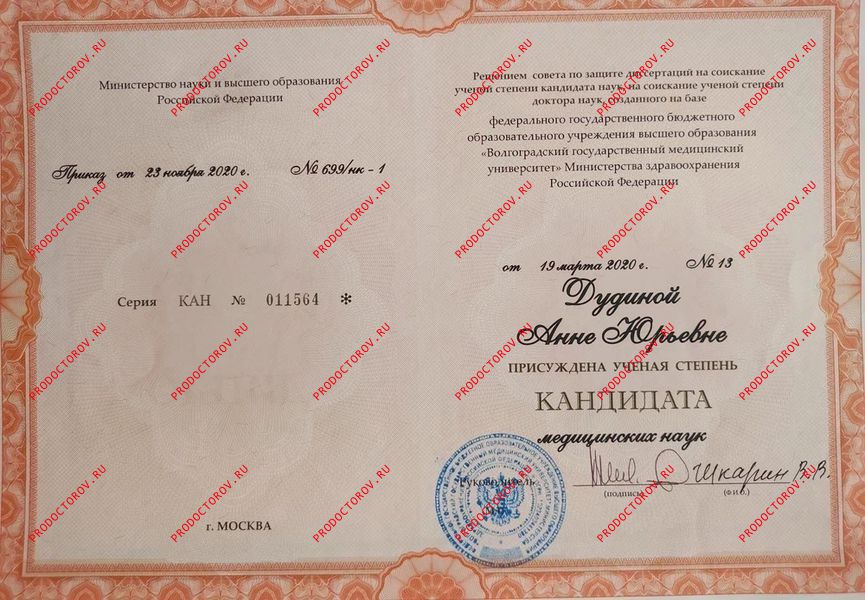 Министерство науки и высшего образования
Российской Федерации
Приказ от 23 ноября 2020 г. № 699/нк - 1
Серия КАН № 011564 *
г. МОСКВА
Решением совета по защите диссертаций на соискание
ученой степени кандидата наук, на соискание ученой степени
доктора наук, созданного на базе
федерального государственного бюджетного
образовательного учреждения высшего образования
«Волгоградский государственный медицинский
университет» Министерства здравоохранения
Российской Федерации
от 19 марта 2020 г. № 13
Дудиной
Анне Юрьевне
ПРИСУЖДЕНА УЧЕНАЯ СТЕПЕНЬ
КАНДИДАТА
медицинских наук
Руководитель
Шкарин В.В.
(подпись) (Ф.И.О.)
PRODOCTOROV.RU